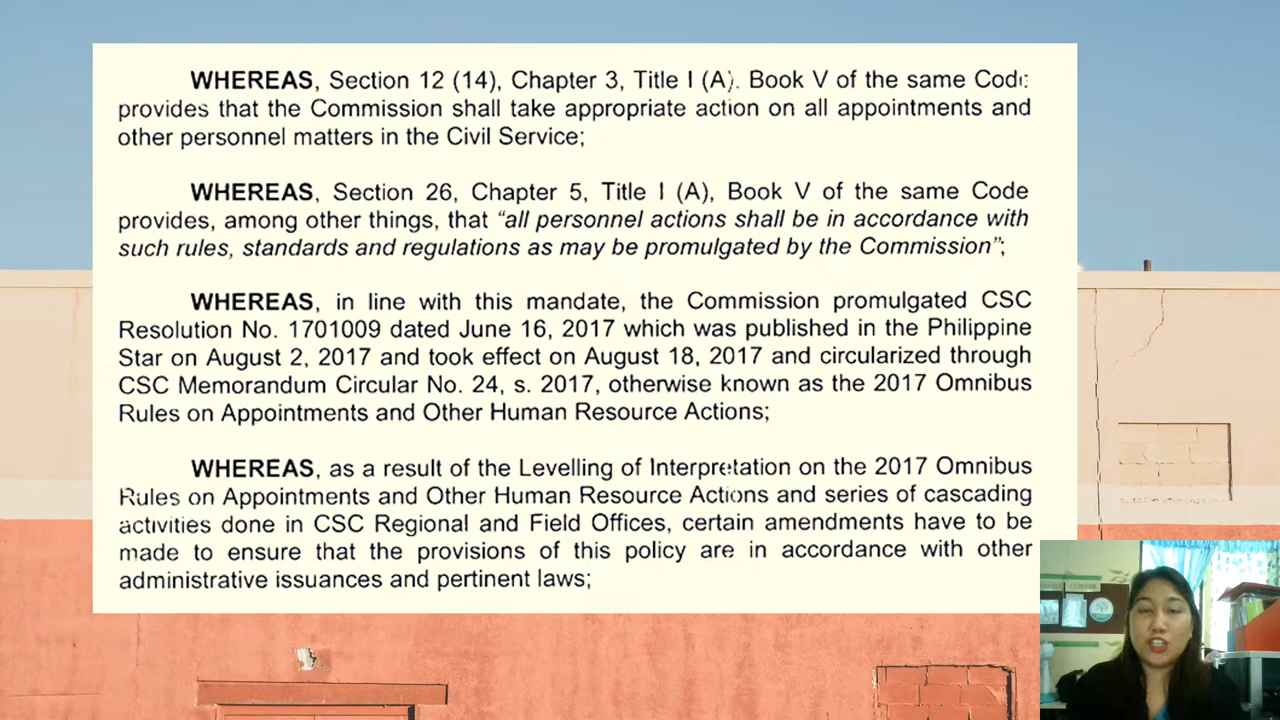 WHEREAS, Section 12 (14), Chapter 3, Title I (A). Book V of the same Code
provides that the Commission shall take appropriate action on all appointments and
other personnel matters in the Civil Service;
WHEREAS, Section 26, Chapter 5, Title I (A), Book V of the same Code
provides, among other things, that “all personnel actions shall be in accordance with
such rules, standards and regulations as may be promulgated by the Commission”;
WHEREAS, in line with this mandate, the Commission promulgated CSC
Resolution No. 1701009 dated June 16, 2017 which was published in the Philippine
Star on August 2, 2017 and took effect on August 18, 2017 and circularized through
CSC Memorandum Circular No. 24, s. 2017, otherwise known as the 2017 Omnibus
Rules on Appointments and Other Human Resource Actions;
WHEREAS, as a result of the Levelling of Interpretation on the 2017 Omnibus
Rules on Appointments and Other Human Resource Actions and series of cascading
activities done in CSC Regional and Field Offices, certain amendments have to be
made to ensure that the provisions of this policy are in accordance with other
administrative issuances and pertinent laws;
CORNER